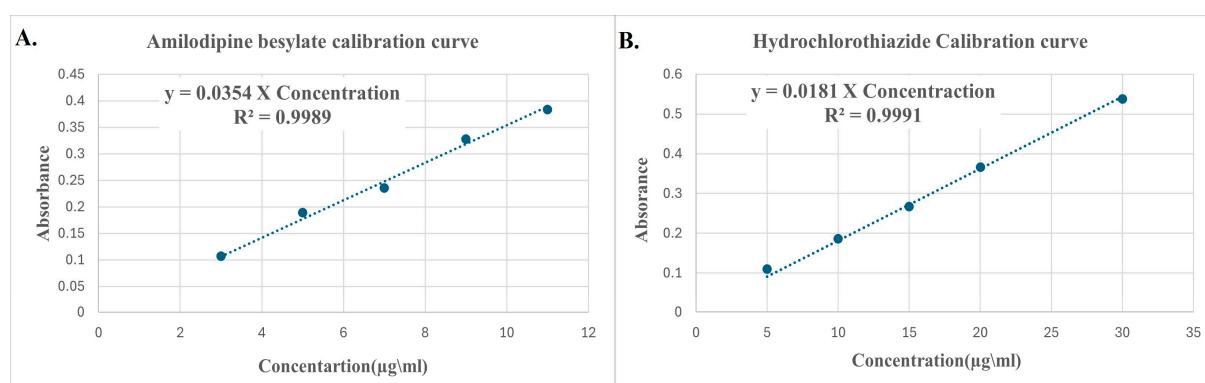 A.
Amilodipine besylate calibration curve
y = 0.0354 X Concentration
R² = 0.9989
Absorbance
0.45
0.4
0.35
0.3
0.25
0.2
0.15
0.1
0.05
0
0 2 4 6 8 10 12
Concentartion(µg\ml)
B.
Hydrochlorothiazide Calibration curve
y = 0.0181 X Concentraction
R² = 0.9991
Absorance
0.6
0.5
0.4
0.3
0.2
0.1
0
0 5 10 15 20 25 30 35
Concentration(µg\ml)